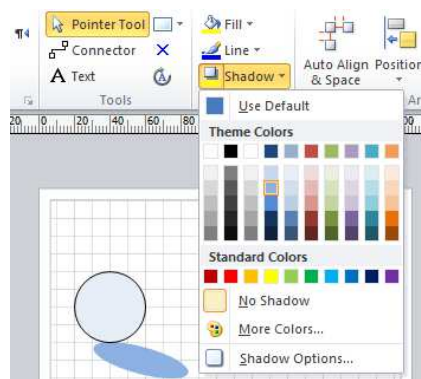 Pointer Tool
Connector
A Text
Tools
Fill
Line
Shadow
Auto Align & Space
Position
Use Default
Theme Colors
Standard Colors
No Shadow
More Colors...
Shadow Options...
0 20 40 60 80